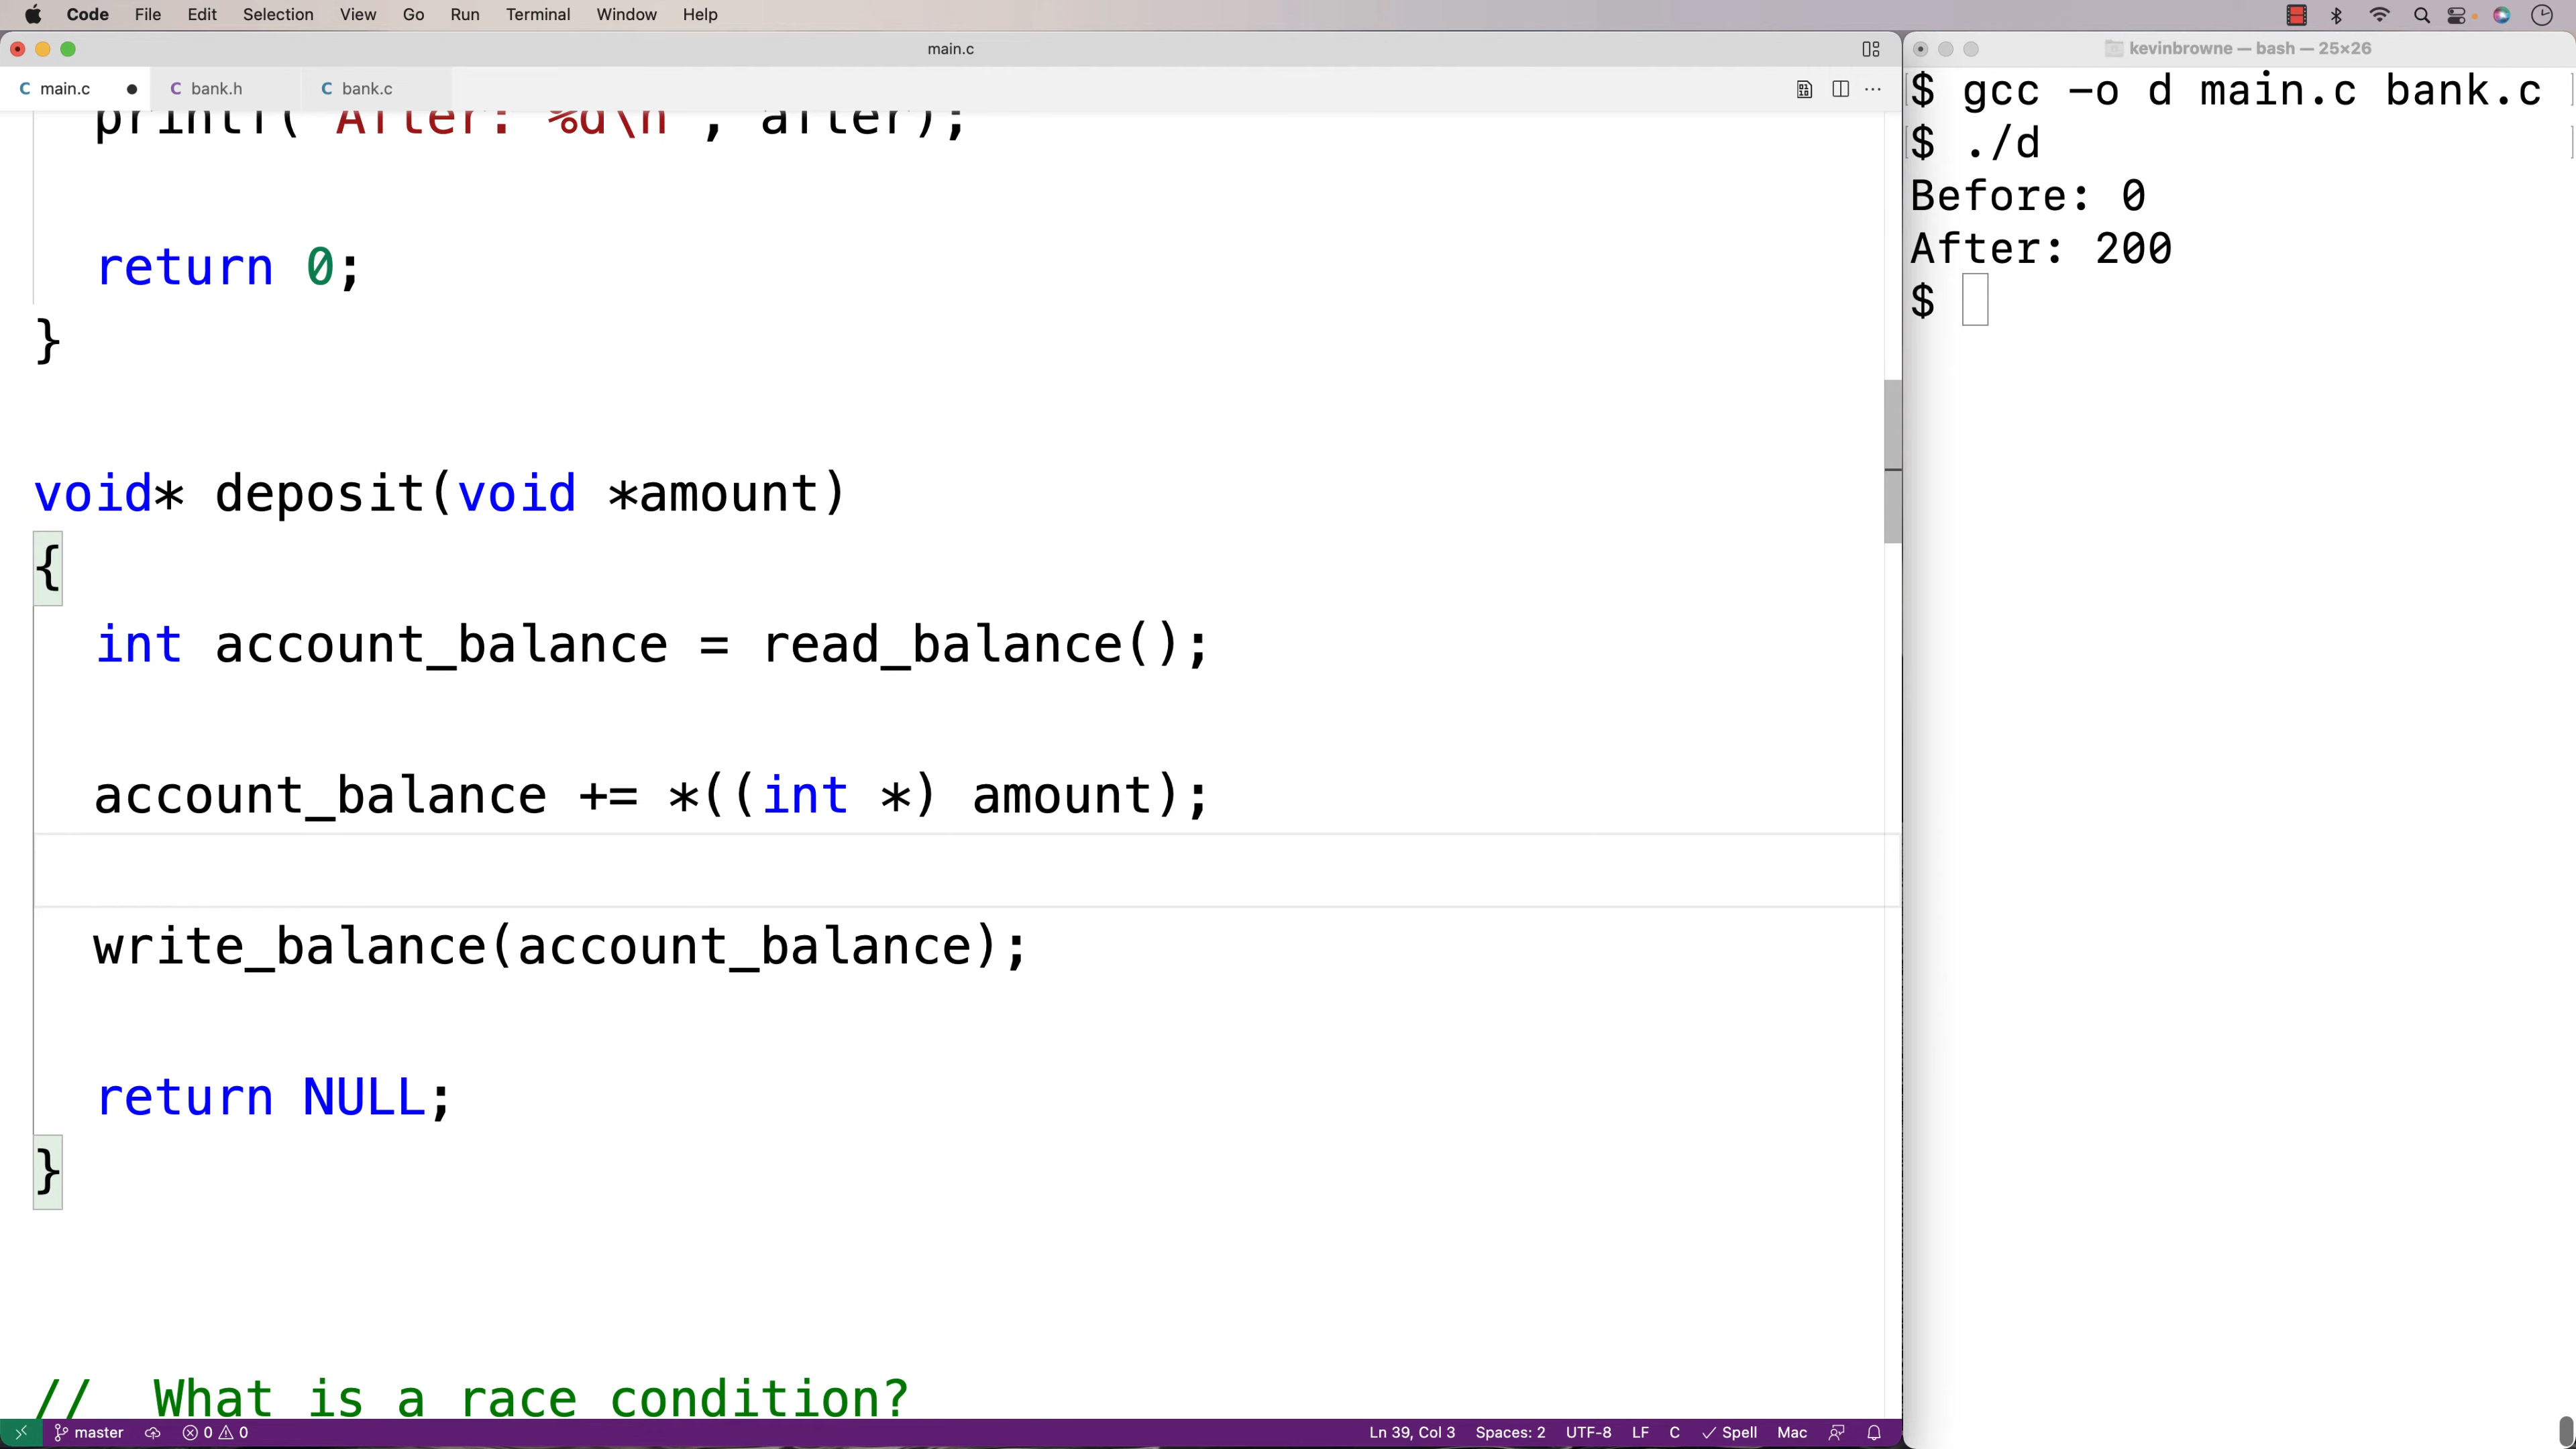 Code File Edit Selection View Go Run Terminal Window Help
main.c
kevinbrowne — bash — 25×26
C main.c C bank.h C bank.c
printf("After: %d\n", after);
return 0;
}
void* deposit(void *amount)
{
int account_balance = read_balance();
account_balance += *((int *) amount);
write_balance(account_balance);
return NULL;
}
// What is a race condition?
master 0 0 Ln 39, Col 3 Spaces: 2 UTF-8 LF C Spell Mac
$ gcc -o d main.c bank.c
$ ./d
Before: 0
After: 200
$